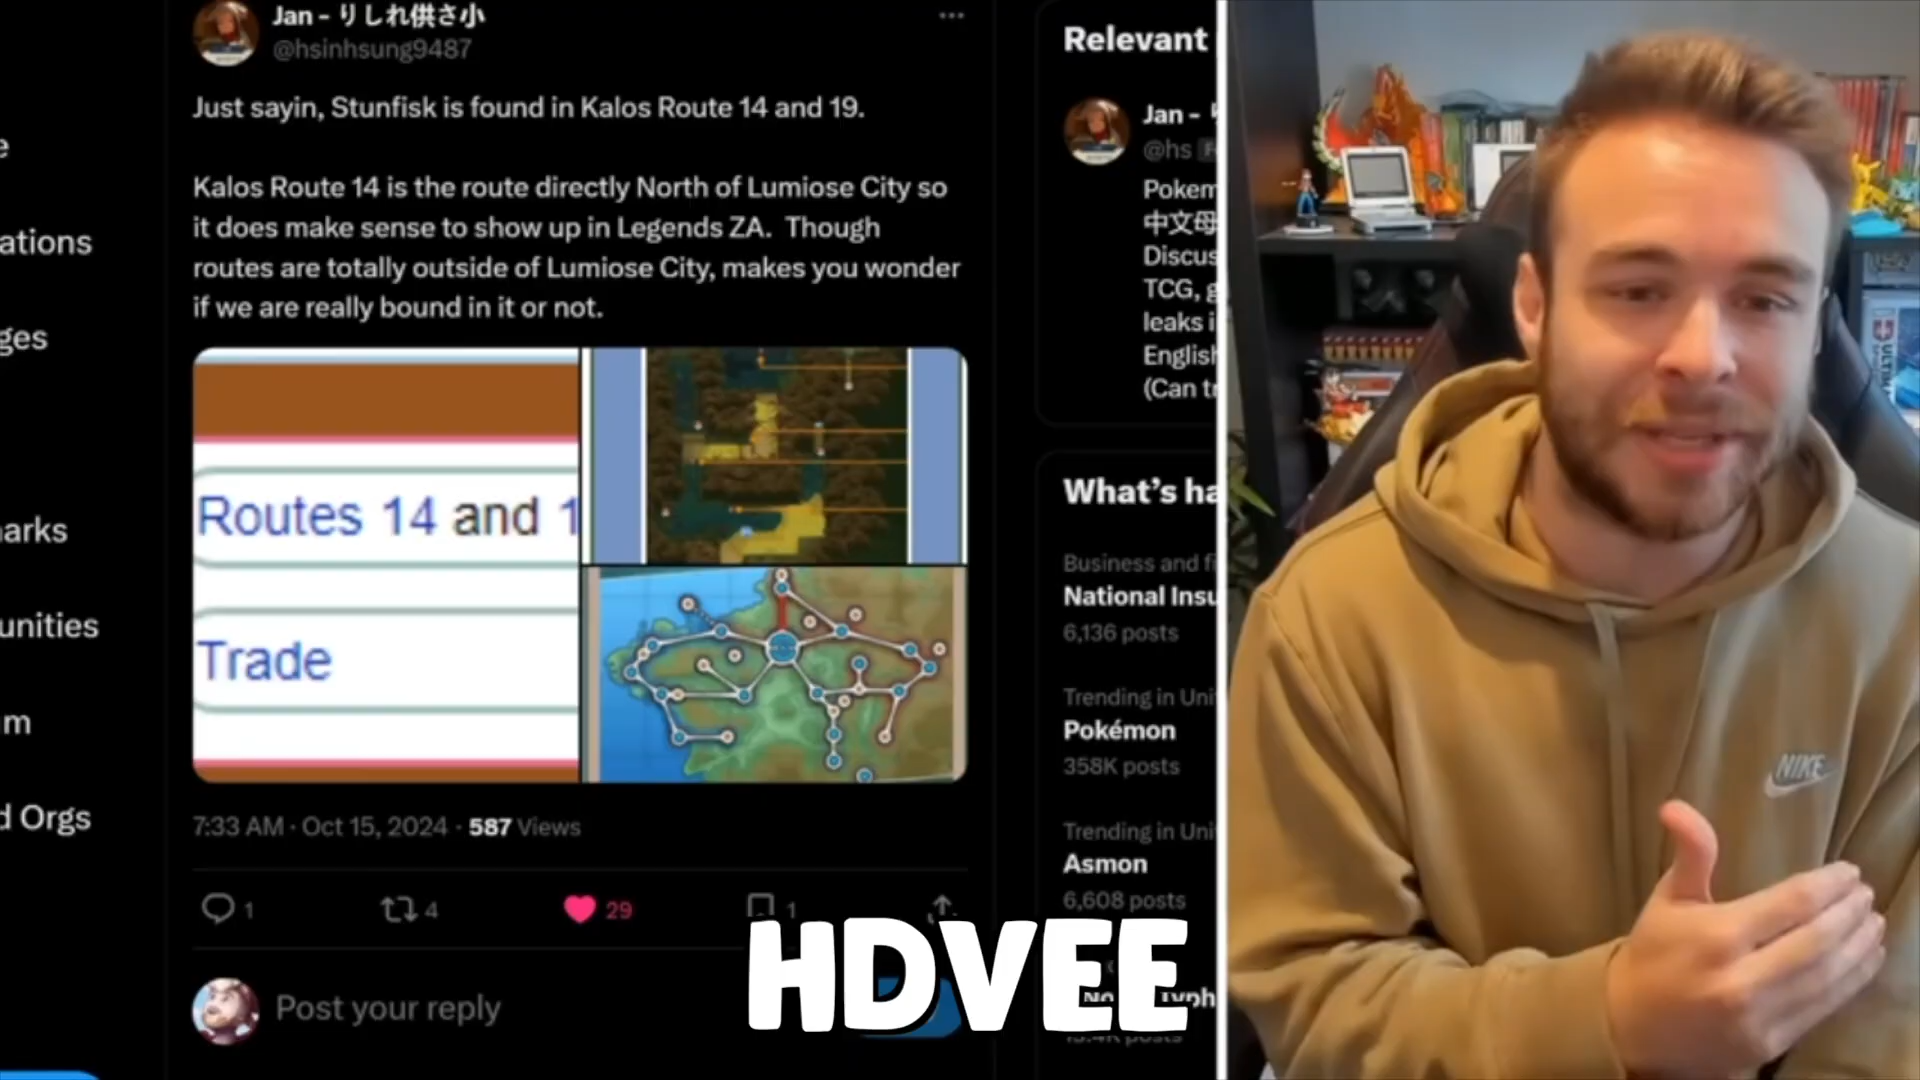 Jan - りしれ供さ小
@hsinhsung9487
Just sayin, Stunfisk is found in Kalos Route 14 and 19.
Kalos Route 14 is the route directly North of Lumiose City so
it does make sense to show up in Legends ZA. Though
routes are totally outside of Lumiose City, makes you wonder
if we are really bound in it or not.
Routes 14 and 1
Trade
7:33 AM · Oct 15, 2024 · 587 Views
1
4
29
1
Post your reply
e
ations
ges
arks
unities
m
d Orgs
Relevant
Jan -
@hs
Pokem
中文母
Discus
TCG, g
leaks i
English
(Can tr
What's ha
Business and fi
National Insu
6,136 posts
Trending in Uni
Pokémon
358K posts
Trending in Uni
Asmon
6,608 posts
HDVEE
NIKE